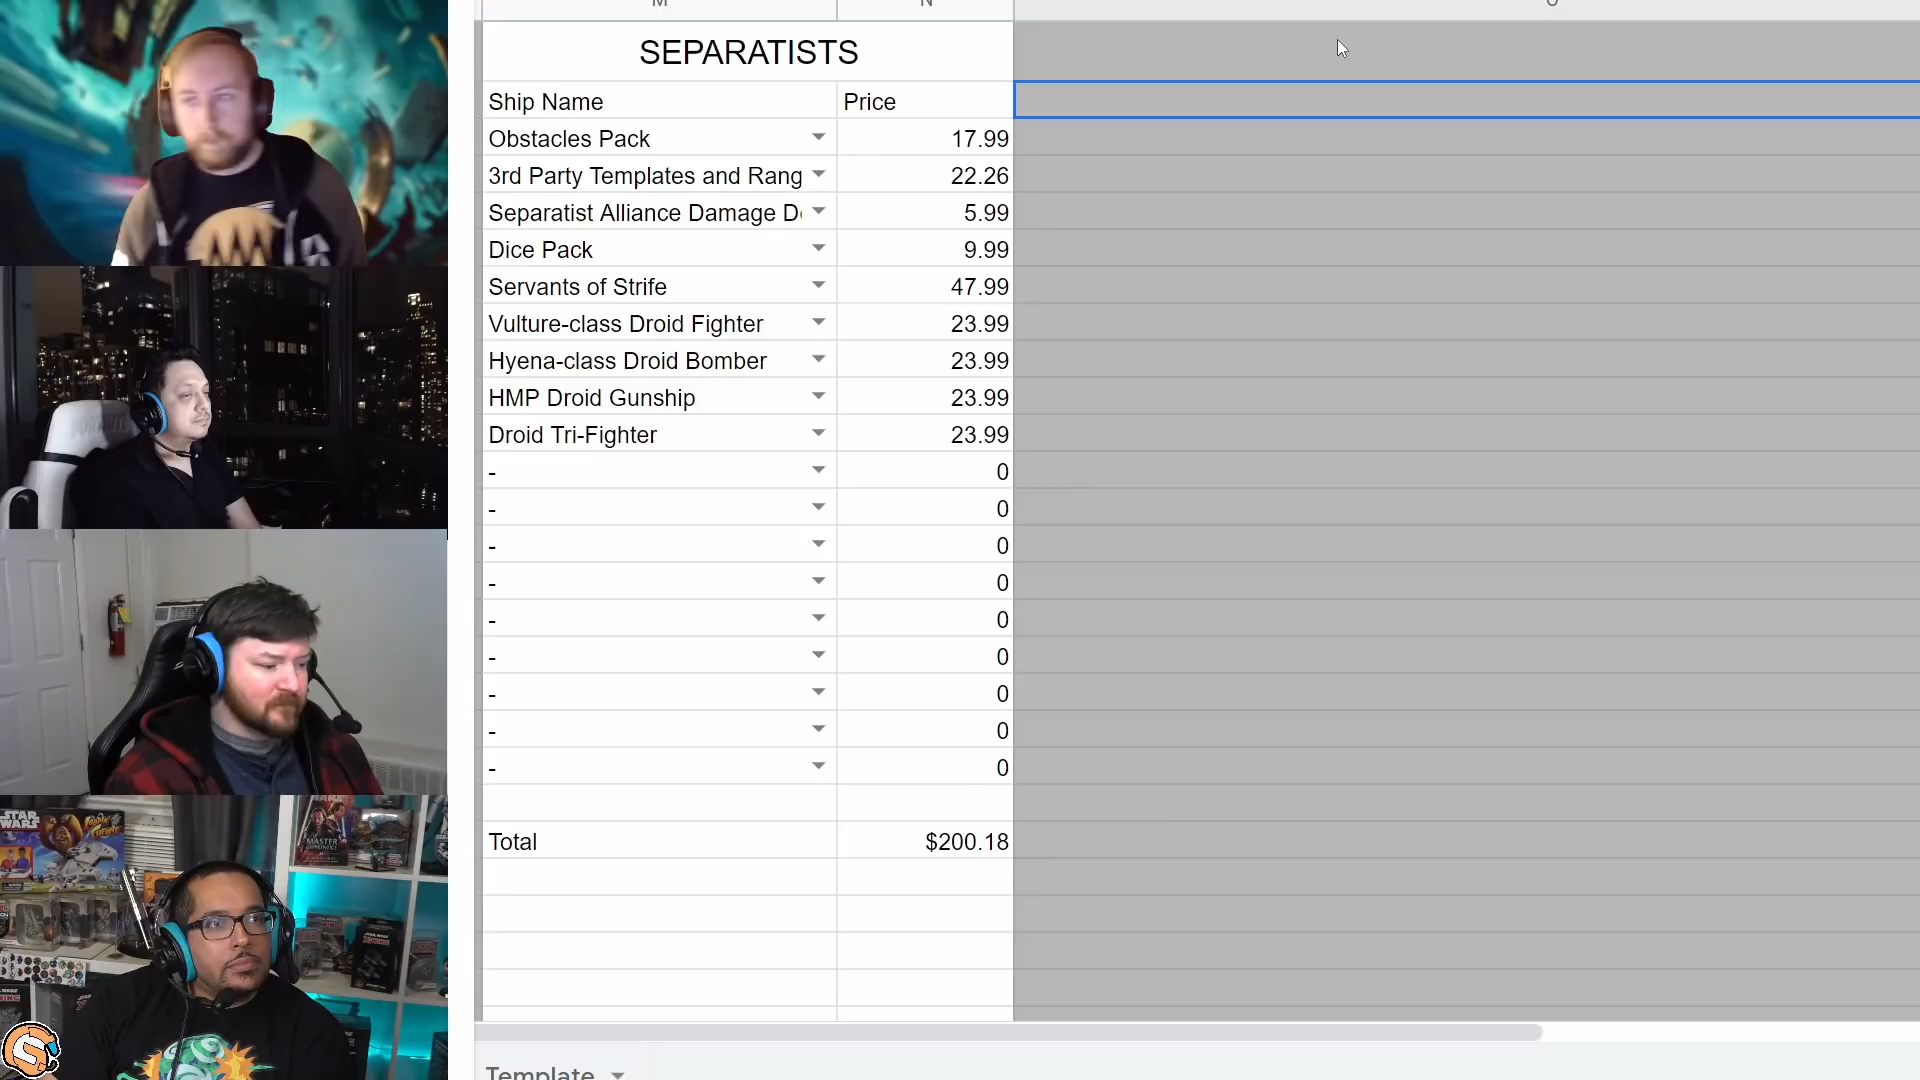 SEPARATISTS
Ship Name Price
Obstacles Pack 17.99
3rd Party Templates and Rang 22.26
Separatist Alliance Damage D 5.99
Dice Pack 9.99
Servants of Strife 47.99
Vulture-class Droid Fighter 23.99
Hyena-class Droid Bomber 23.99
HMP Droid Gunship 23.99
Droid Tri-Fighter 23.99
- 0
- 0
- 0
- 0
- 0
- 0
- 0
- 0
- 0
Total $200.18
Template
STAR
WARS
MASTER